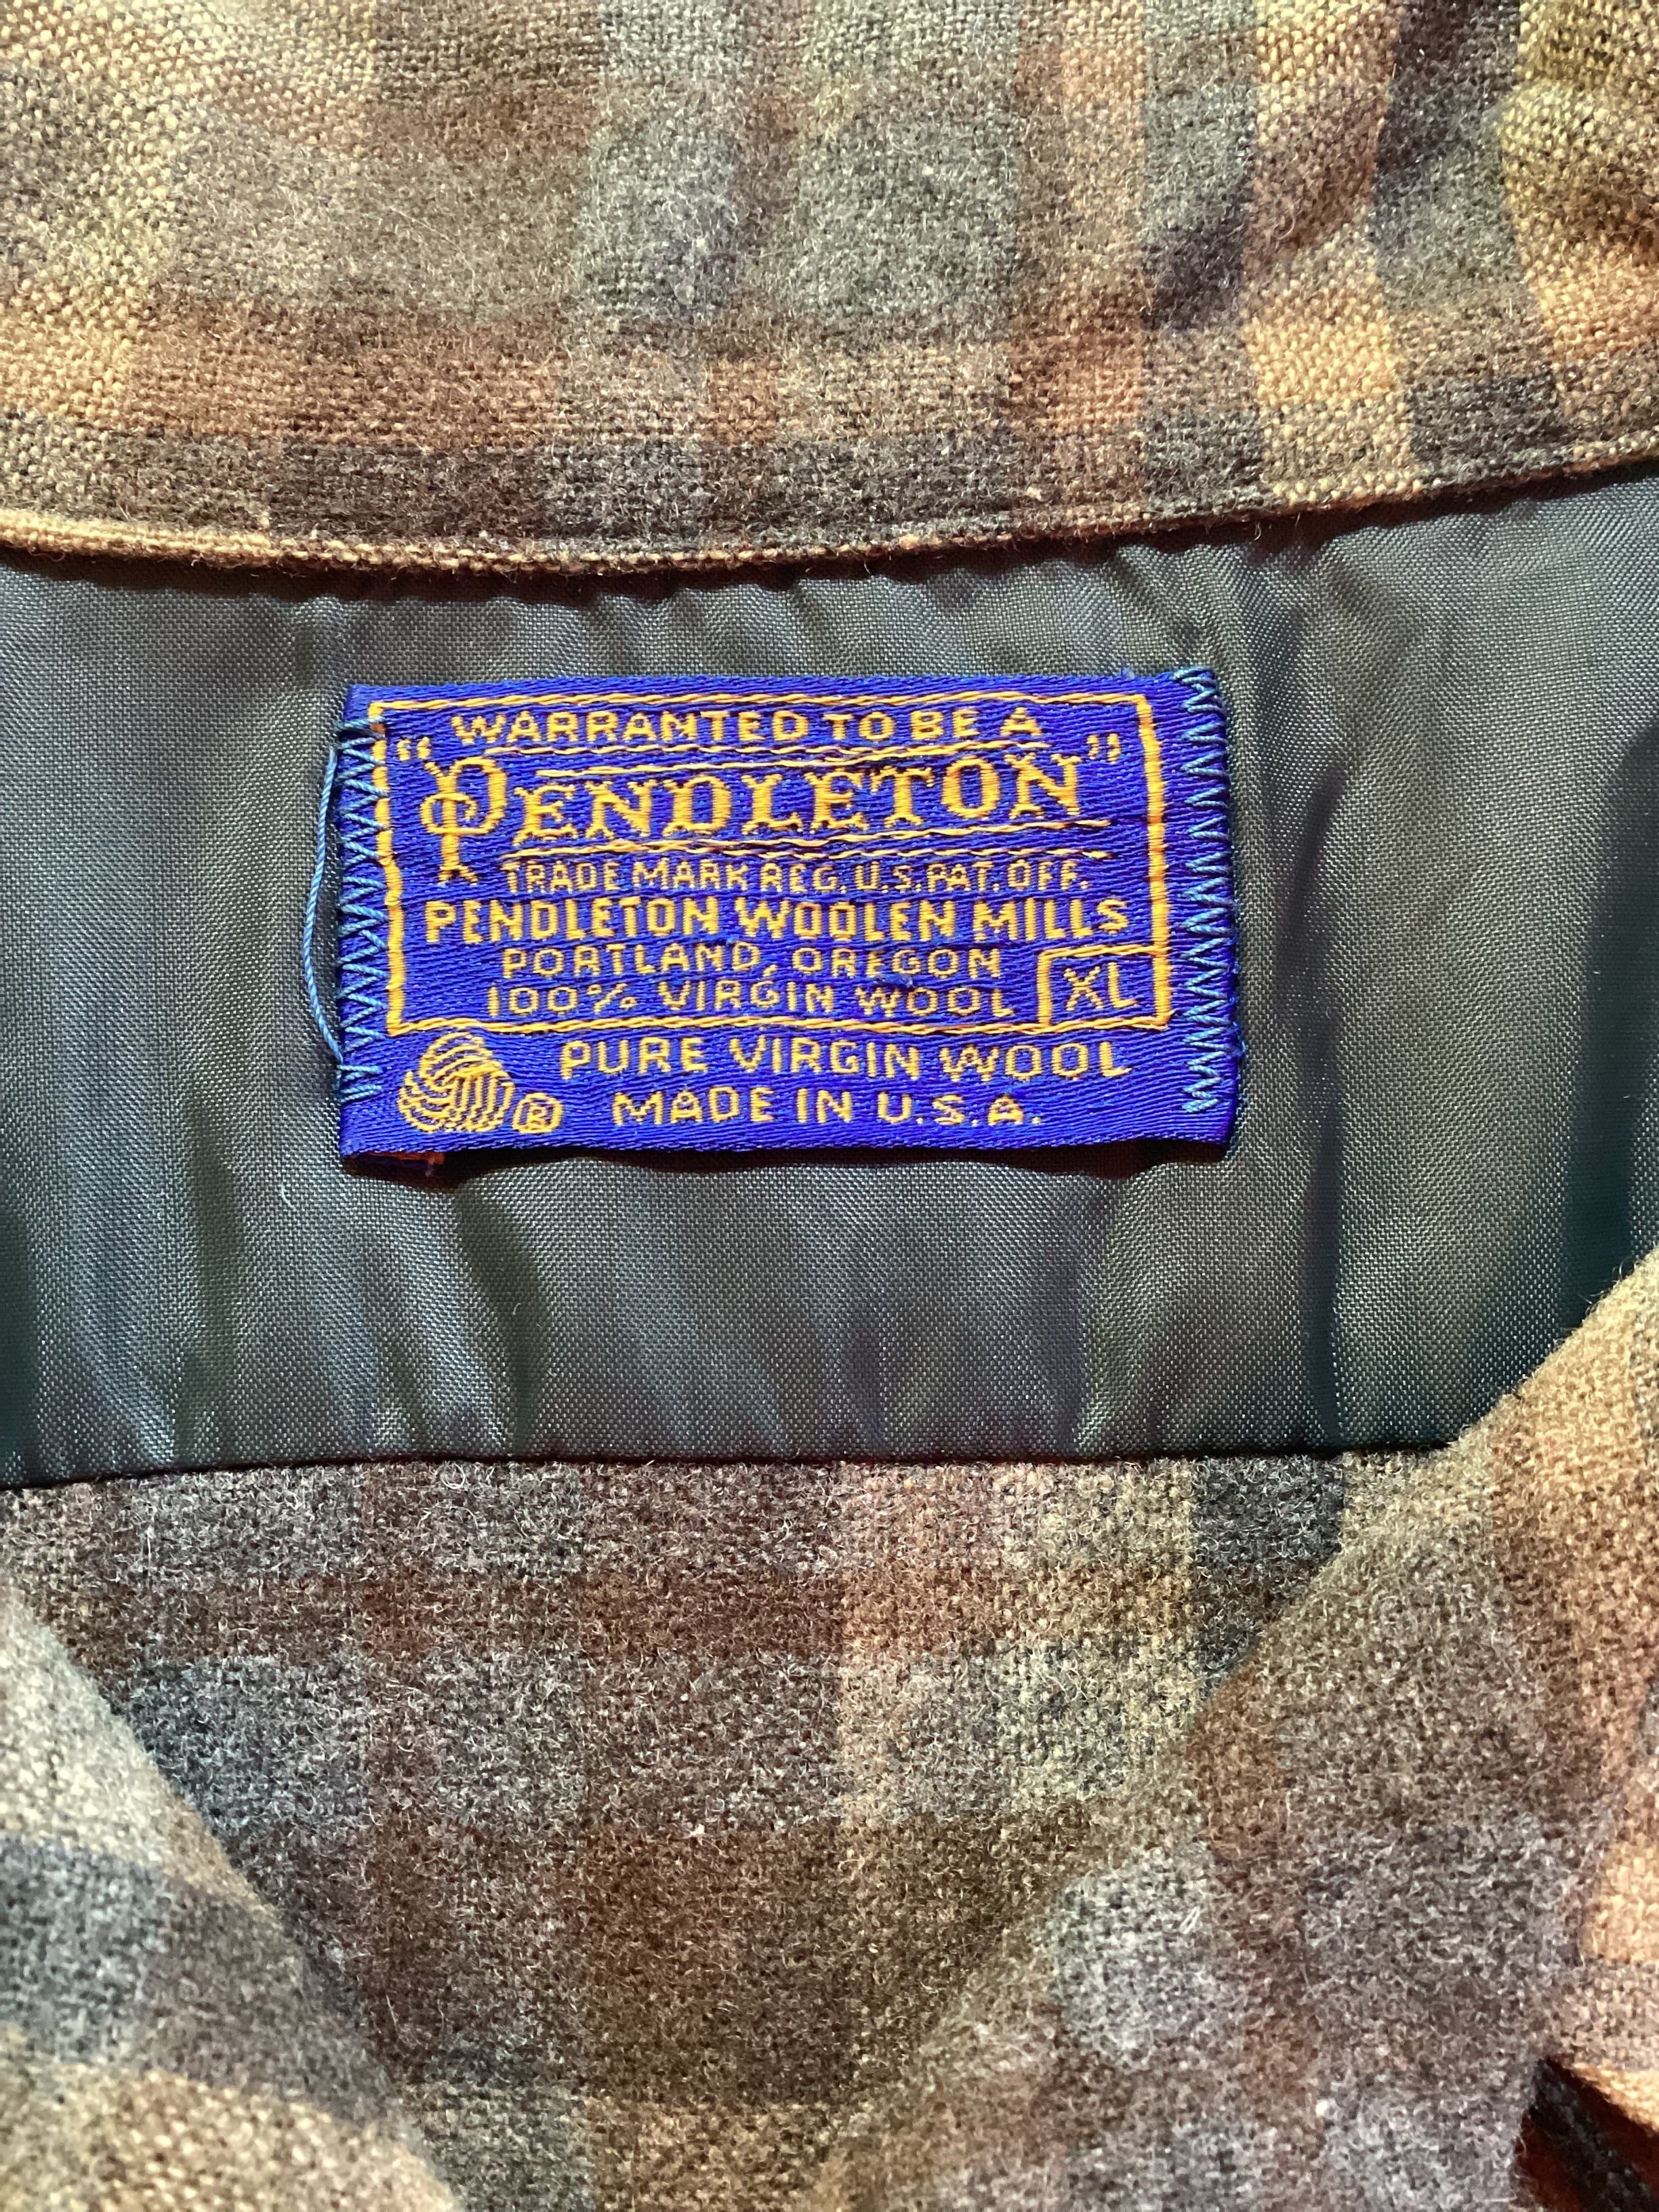 WARRANTED TO BE A
"PENDLETON"
TRADE MARK REG. U.S. PAT. OFF.
PENDLETON WOOLEN MILLS
PORTLAND, OREGON
100% VIRGIN WOOL XL
PURE VIRGIN WOOL
® MADE IN U.S.A.